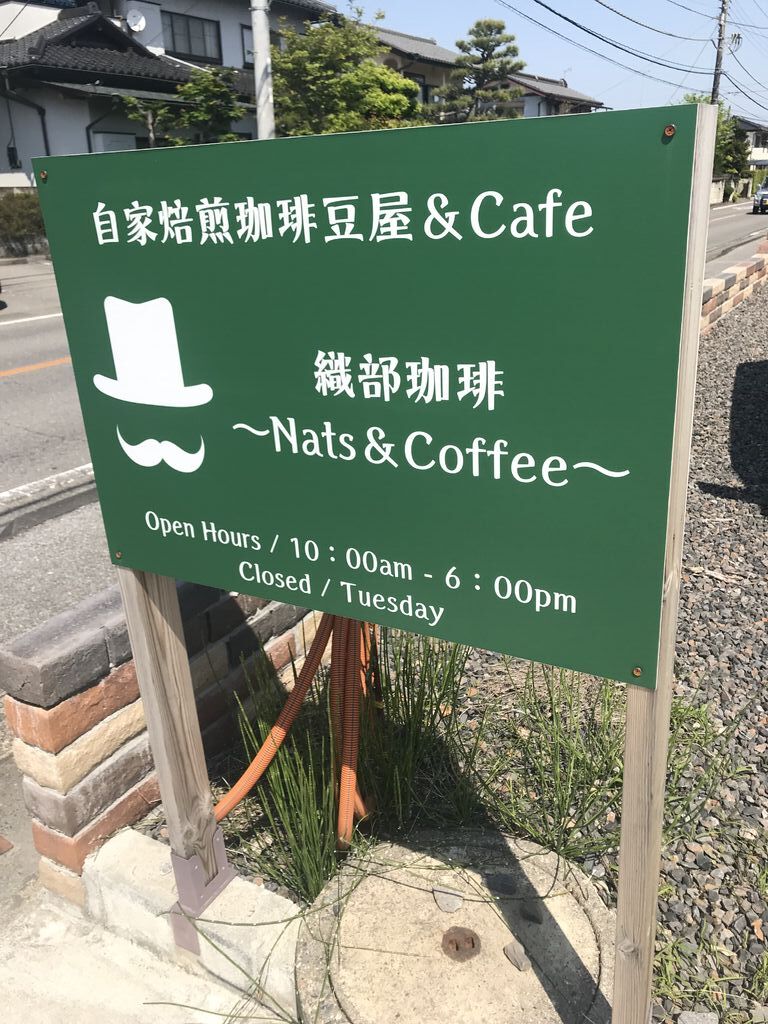 自家焙煎珈琲豆屋&Cafe
織部珈琲
～Nats&Coffee～
Open Hours / 10：00am - 6：00pm
Closed / Tuesday